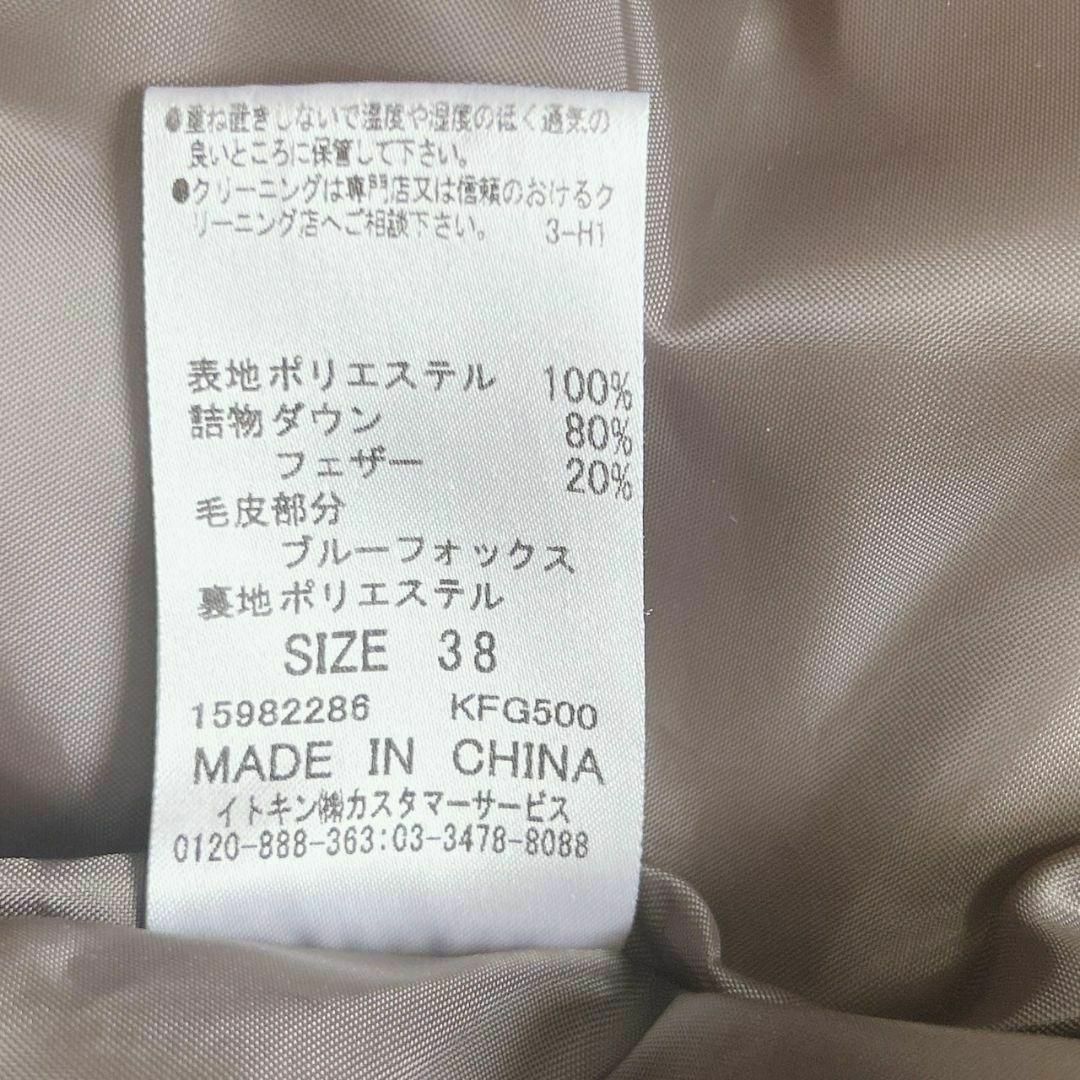 ●重ね置きしないで温度や湿度のほく通気の
良いところに保管して下さい。
●クリーニングは専門店又は信頼のおけるク
リーニング店へご相談下さい。 3-H1
表地ポリエステル 100%
詰物ダウン 80%
フェザー 20%
毛皮部分
ブルーフォックス
裏地ポリエステル
SIZE 38
15982286 KFG500
MADE IN CHINA
イトキン㈱カスタマーサービス
0120-888-363:03-3478-8088